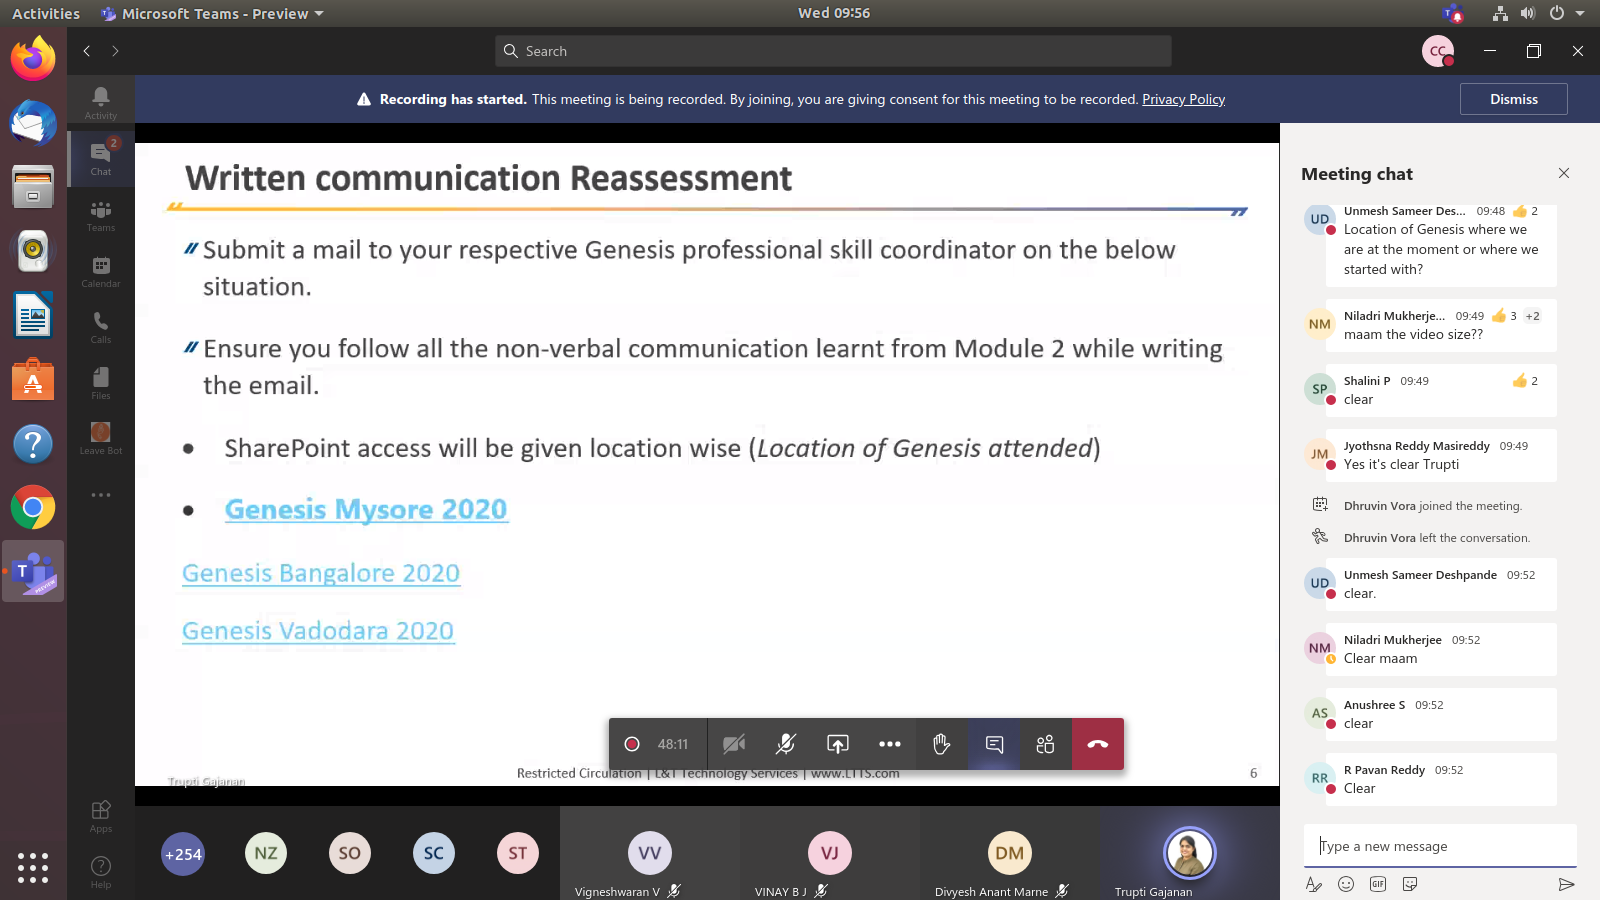 Activities
Microsoft Teams - Preview
Wed 09:56
Search
CC
Recording has started. This meeting is being recorded. By joining, you are giving consent for this meeting to be recorded. Privacy Policy
Dismiss
Activity
2
Chat
Teams
Calendar
Calls
Files
Leave Bot
Apps
Help
PREVIEW
Written communication Reassessment
Submit a mail to your respective Genesis professional skill coordinator on the below
situation.
Ensure you follow all the non-verbal communication learnt from Module 2 while writing
the email.
• SharePoint access will be given location wise (Location of Genesis attended)
• Genesis Mysore 2020
Genesis Bangalore 2020
Genesis Vadodara 2020
48:11
Restricted Circulation | L&T Technology Services | www.LTTS.com
6
Trupti Gajanan
+254
NZ
SO
SC
ST
VV
Vigneshwaran V
VJ
VINAY B J
DM
Divyesh Anant Marne
Trupti Gajanan
Meeting chat
UD
Unmesh Sameer Des... 09:48 2
Location of Genesis where we
are at the moment or where we
started with?
NM
Niladri Mukherje... 09:49 3 +2
maam the video size??
SP
Shalini P 09:49 2
clear
JM
Jyothsna Reddy Masireddy 09:49
Yes it's clear Trupti
Dhruvin Vora joined the meeting.
Dhruvin Vora left the conversation.
UD
Unmesh Sameer Deshpande 09:52
clear.
NM
Niladri Mukherjee 09:52
Clear maam
AS
Anushree S 09:52
clear
RR
R Pavan Reddy 09:52
Clear
Type a new message
GIF